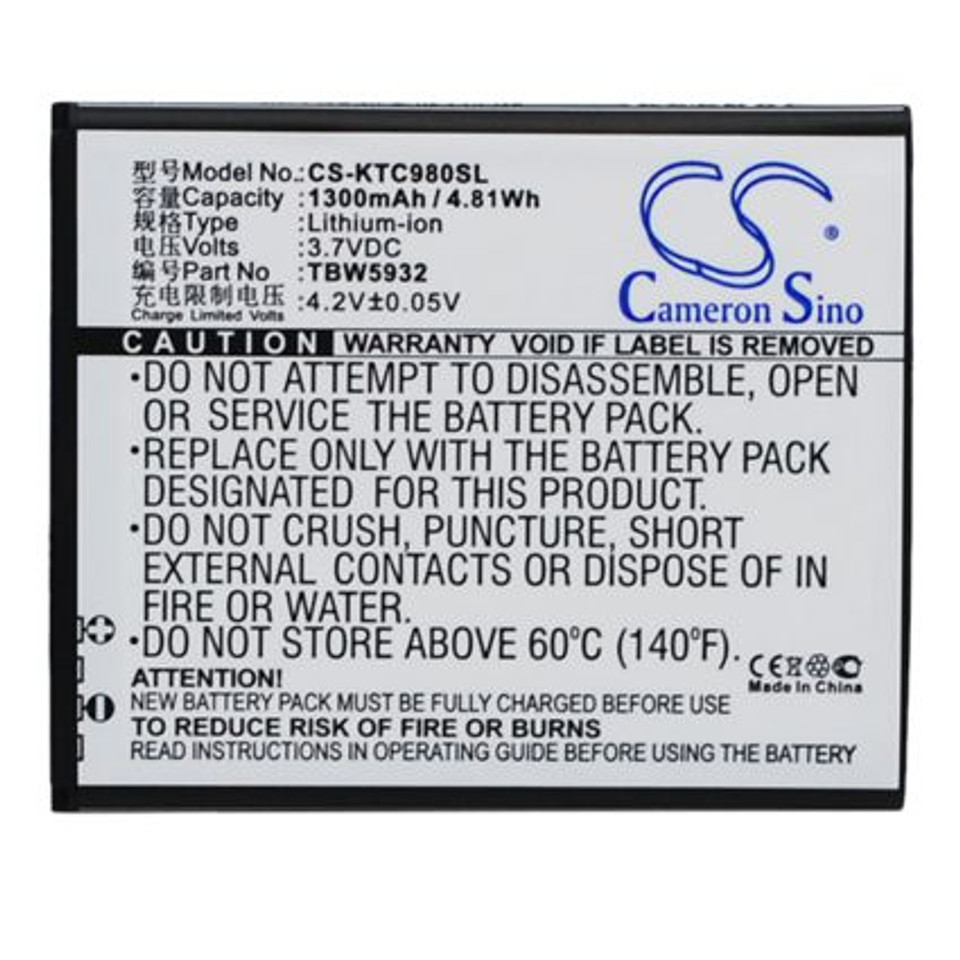 型号Model No.:CS-KTC980SL
容量Capacity :1300mAh / 4.81Wh
规格Type :Lithium-ion
电压Volts :3.7VDC
编号Part No :TBW5932
充电限制电压:4.2V±0.05V
Charge Limited Volts
CS®
Cameron Sino
CAUTION WARRANTY VOID IF LABEL IS REMOVED
·DO NOT ATTEMPT TO DISASSEMBLE, OPEN
OR SERVICE THE BATTERY PACK.
·REPLACE ONLY WITH THE BATTERY PACK
DESIGNATED FOR THIS PRODUCT.
·DO NOT CRUSH, PUNCTURE, SHORT
EXTERNAL CONTACTS OR DISPOSE OF IN
FIRE OR WATER.
·DO NOT STORE ABOVE 60°C (140°F).
CE
Made In China
ATTENTION!
NEW BATTERY PACK MUST BE FULLY CHARGED BEFORE USE
TO REDUCE RISK OF FIRE OR BURNS
READ INSTRUCTIONS IN OPERATING GUIDE BEFORE USING THE BATTERY